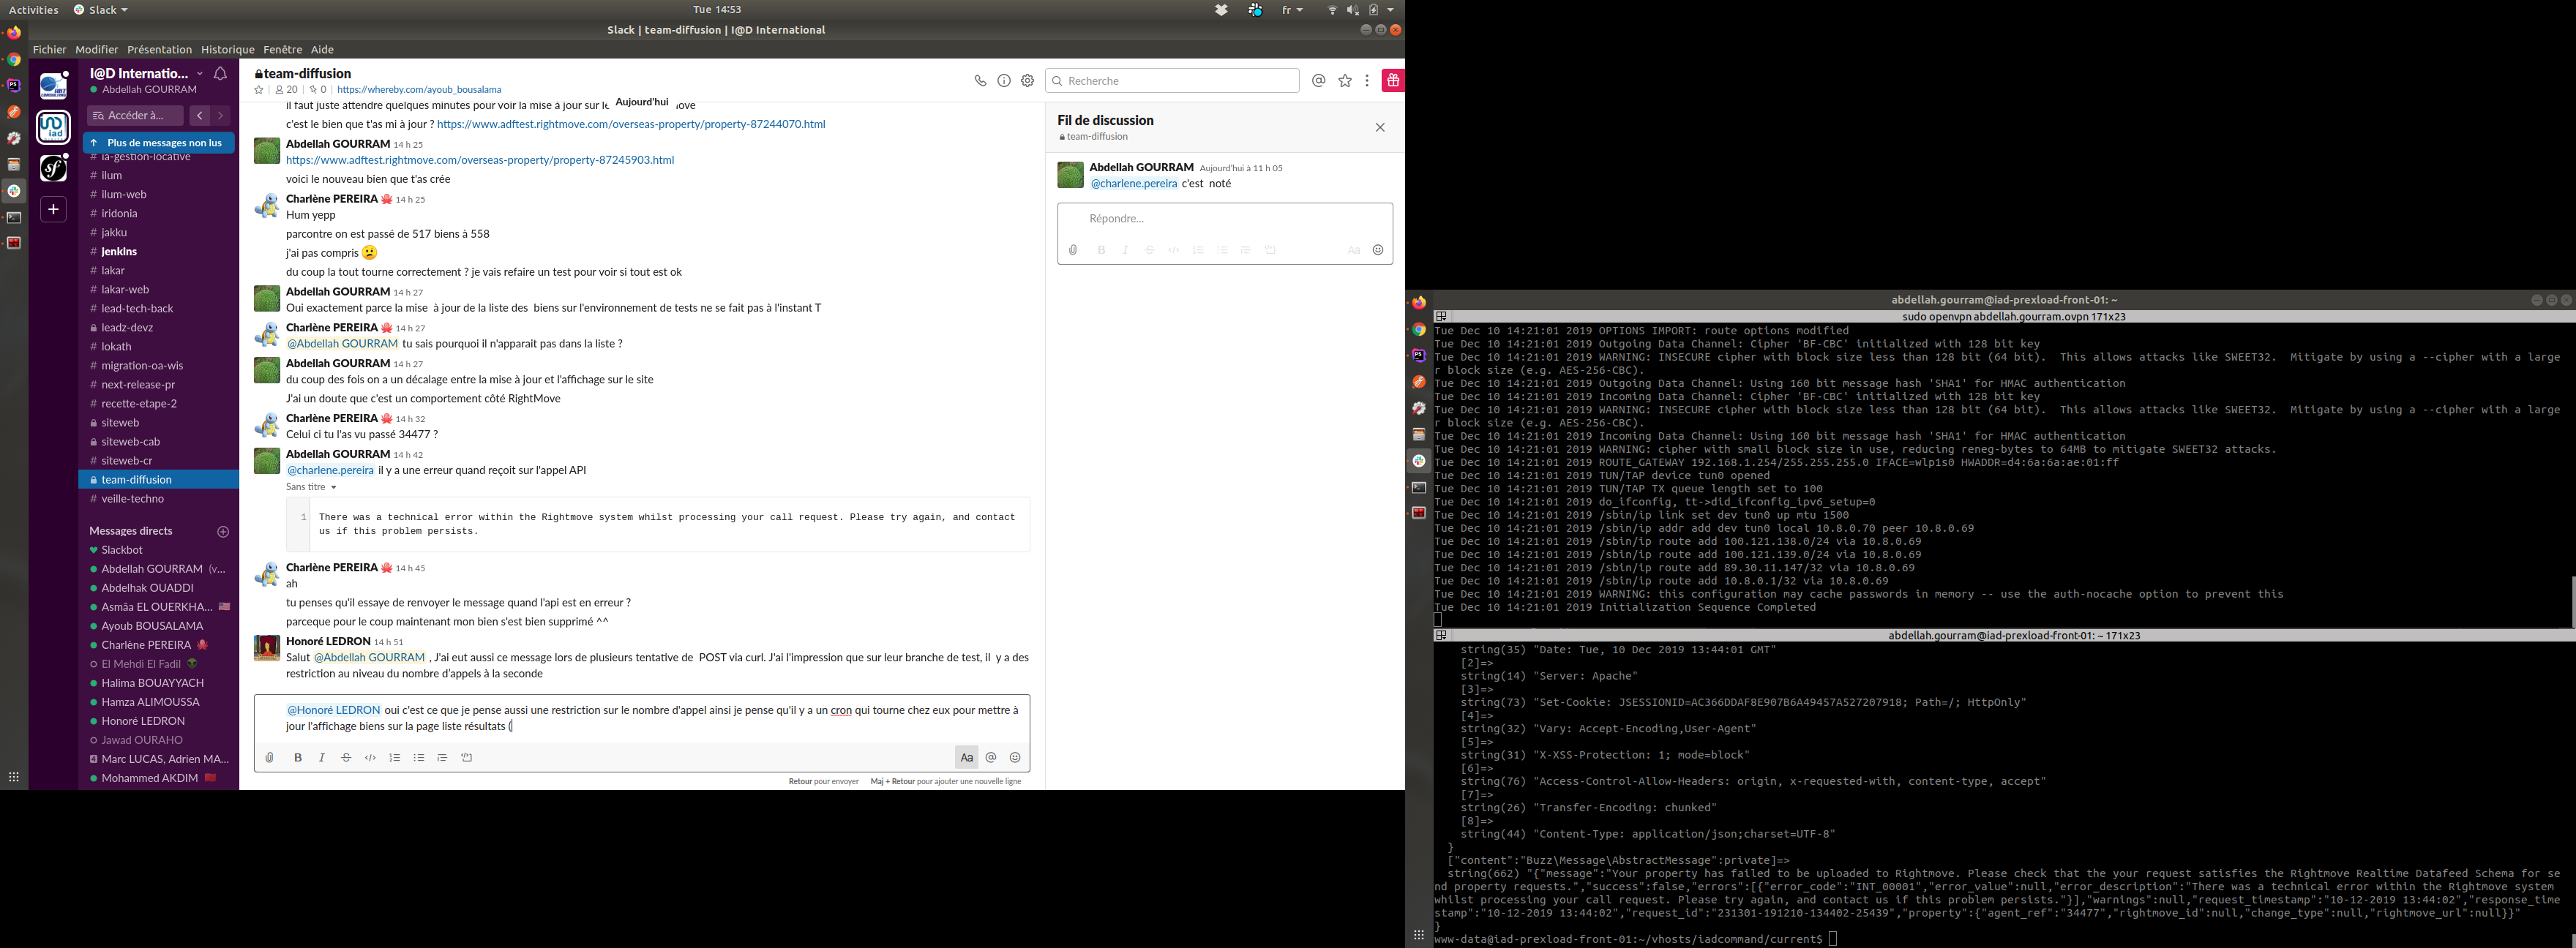 Activities
Slack
Tue 14:53
fr
Slack | team-diffusion | I@D International
Fichier Modifier Présentation Historique Fenêtre Aide
I@D Internatio...
Abdellah GOURRAM
Accéder à...
Plus de messages non lus
# ia-gestion-locative
# ilum
# ilum-web
# iridonia
# jakku
# jenkins
# lakar
# lakar-web
# lead-tech-back
leadz-devz
# lokath
# migration-oa-wis
# next-release-pr
# recette-etape-2
siteweb
siteweb-cab
# siteweb-cr
team-diffusion
# veille-techno
Messages directs
Slackbot
Abdellah GOURRAM (v...
Abdelhak OUADDI
Asmâa EL OUERKHA...
Ayoub BOUSALAMA
Charlène PEREIRA
El Mehdi El Fadil
Halima BOUAYYACH
Hamza ALIMOUSSA
Honoré LEDRON
Jawad OURAHO
4 Marc LUCAS, Adrien MA...
Mohammed AKDIM
team-diffusion
20 | 0 | https://whereby.com/ayoub_bousalama
Recherche
il faut juste attendre quelques minutes pour voir la mise à jour sur le
Aujourd'hui
c'est le bien que t'as mi à jour ? https://www.adftest.rightmove.com/overseas-property/property-87244070.html
Abdellah GOURRAM 14 h 25
https://www.adftest.rightmove.com/overseas-property/property-87245903.html
voici le nouveau bien que t'as crée
Charlène PEREIRA 14 h 25
Hum yepp
parcontre on est passé de 517 biens à 558
j'ai pas compris
du coup la tout tourne correctement ? je vais refaire un test pour voir si tout est ok
Abdellah GOURRAM 14 h 27
Oui exactement parce la mise à jour de la liste des biens sur l'environnement de tests ne se fait pas à l'instant T
Charlène PEREIRA 14 h 27
@Abdellah GOURRAM tu sais pourquoi il n'apparait pas dans la liste ?
Abdellah GOURRAM 14 h 27
du coup des fois on a un décalage entre la mise à jour et l'affichage sur le site
J'ai un doute que c'est un comportement côté RightMove
Charlène PEREIRA 14 h 32
Celui ci tu l'as vu passé 34477 ?
Abdellah GOURRAM 14 h 42
@charlene.pereira il y a une erreur quand reçoit sur l'appel API
Sans titre
1 There was a technical error within the Rightmove system whilst processing your call request. Please try again, and contact
us if this problem persists.
Charlène PEREIRA 14 h 45
ah
tu penses qu'il essaye de renvoyer le message quand l'api est en erreur ?
parceque pour le coup maintenant mon bien s'est bien supprimé ^^
Honoré LEDRON 14 h 51
Salut @Abdellah GOURRAM , J'ai eut aussi ce message lors de plusieurs tentative de POST via curl. J'ai l'impression que sur leur branche de test, il y a des
restriction au niveau du nombre d'appels à la seconde
@Honoré LEDRON oui c'est ce que je pense aussi une restriction sur le nombre d'appel ainsi je pense qu'il y a un cron qui tourne chez eux pour mettre à
jour l'affichage biens sur la page liste résultats (
Aa
Retour pour envoyer Maj + Retour pour ajouter une nouvelle ligne
Fil de discussion
team-diffusion
Abdellah GOURRAM Aujourd'hui à 11 h 05
@charlene.pereira c'est noté
Répondre...
Aa
abdellah.gourram@iad-prexload-front-01: ~
sudo openvpn abdellah.gourram.ovpn 171x23
Tue Dec 10 14:21:01 2019 OPTIONS IMPORT: route options modified
Tue Dec 10 14:21:01 2019 Outgoing Data Channel: Cipher 'BF-CBC' initialized with 128 bit key
Tue Dec 10 14:21:01 2019 WARNING: INSECURE cipher with block size less than 128 bit (64 bit).  This allows attacks like SWEET32.  Mitigate by using a --cipher with a large
r block size (e.g. AES-256-CBC).
Tue Dec 10 14:21:01 2019 Outgoing Data Channel: Using 160 bit message hash 'SHA1' for HMAC authentication
Tue Dec 10 14:21:01 2019 Incoming Data Channel: Cipher 'BF-CBC' initialized with 128 bit key
Tue Dec 10 14:21:01 2019 WARNING: INSECURE cipher with block size less than 128 bit (64 bit).  This allows attacks like SWEET32.  Mitigate by using a --cipher with a large
r block size (e.g. AES-256-CBC).
Tue Dec 10 14:21:01 2019 Incoming Data Channel: Using 160 bit message hash 'SHA1' for HMAC authentication
Tue Dec 10 14:21:01 2019 WARNING: cipher with small block size in use, reducing reneg-bytes to 64MB to mitigate SWEET32 attacks.
Tue Dec 10 14:21:01 2019 ROUTE_GATEWAY 192.168.1.254/255.255.255.0 IFACE=wlp1s0 HWADDR=d4:6a:6a:ae:01:ff
Tue Dec 10 14:21:01 2019 TUN/TAP device tun0 opened
Tue Dec 10 14:21:01 2019 TUN/TAP TX queue length set to 100
Tue Dec 10 14:21:01 2019 do_ifconfig, tt->did_ifconfig_ipv6_setup=0
Tue Dec 10 14:21:01 2019 /sbin/ip link set dev tun0 up mtu 1500
Tue Dec 10 14:21:01 2019 /sbin/ip addr add dev tun0 local 10.8.0.70 peer 10.8.0.69
Tue Dec 10 14:21:01 2019 /sbin/ip route add 100.121.138.0/24 via 10.8.0.69
Tue Dec 10 14:21:01 2019 /sbin/ip route add 100.121.139.0/24 via 10.8.0.69
Tue Dec 10 14:21:01 2019 /sbin/ip route add 89.30.11.147/32 via 10.8.0.69
Tue Dec 10 14:21:01 2019 /sbin/ip route add 10.8.0.1/32 via 10.8.0.69
Tue Dec 10 14:21:01 2019 WARNING: this configuration may cache passwords in memory -- use the auth-nocache option to prevent this
Tue Dec 10 14:21:01 2019 Initialization Sequence Completed
abdellah.gourram@iad-prexload-front-01: ~ 171x23
string(35) "Date: Tue, 10 Dec 2019 13:44:01 GMT"
[2]=>
string(14) "Server: Apache"
[3]=>
string(73) "Set-Cookie: JSESSIONID=AC366DDAF8E907B6A49457A527207918; Path=/; HttpOnly"
[4]=>
string(32) "Vary: Accept-Encoding,User-Agent"
[5]=>
string(31) "X-XSS-Protection: 1; mode=block"
[6]=>
string(76) "Access-Control-Allow-Headers: origin, x-requested-with, content-type, accept"
[7]=>
string(26) "Transfer-Encoding: chunked"
[8]=>
string(44) "Content-Type: application/json;charset=UTF-8"
}
["content":"Buzz\Message\AbstractMessage":private]=>
string(662) "{"message":"Your property has failed to be uploaded to Rightmove. Please check that the your request satisfies the Rightmove Realtime Datafeed Schema for se
nd property requests.","success":false,"errors":[{"error_code":"INT_00001","error_value":null,"error_description":"There was a technical error within the Rightmove system
whilst processing your call request. Please try again, and contact us if this problem persists."}],"warnings":null,"request_timestamp":"10-12-2019 13:44:02","response_time
stamp":"10-12-2019 13:44:02","request_id":"231301-191210-134402-25439","property":{"agent_ref":"34477","rightmove_id":null,"change_type":null,"rightmove_url":null}}"
}
www-data@iad-prexload-front-01:~/vhosts/iadcommand/current$